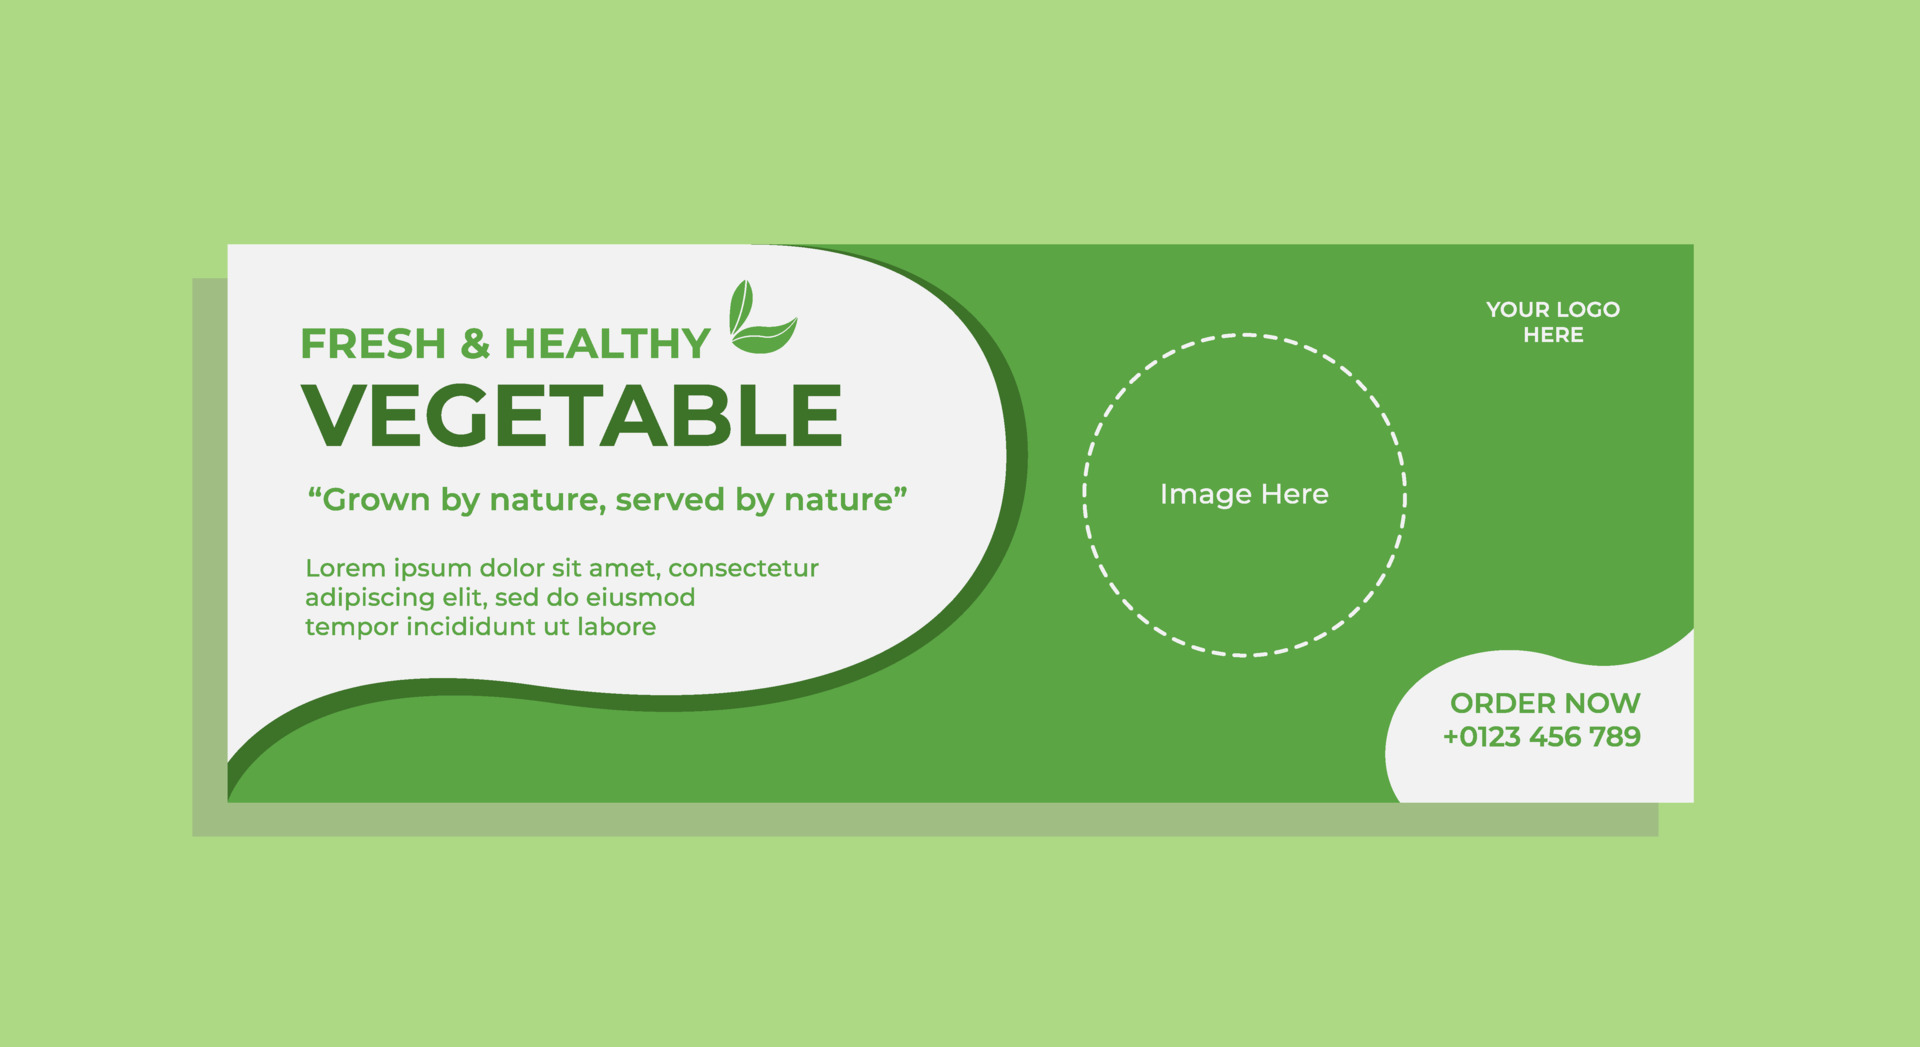 FRESH & HEALTHY
VEGETABLE
“Grown by nature, served by nature”
Lorem ipsum dolor sit amet, consectetur
adipiscing elit, sed do eiusmod
tempor incididunt ut labore
Image Here
YOUR LOGO
HERE
ORDER NOW
+0123 456 789